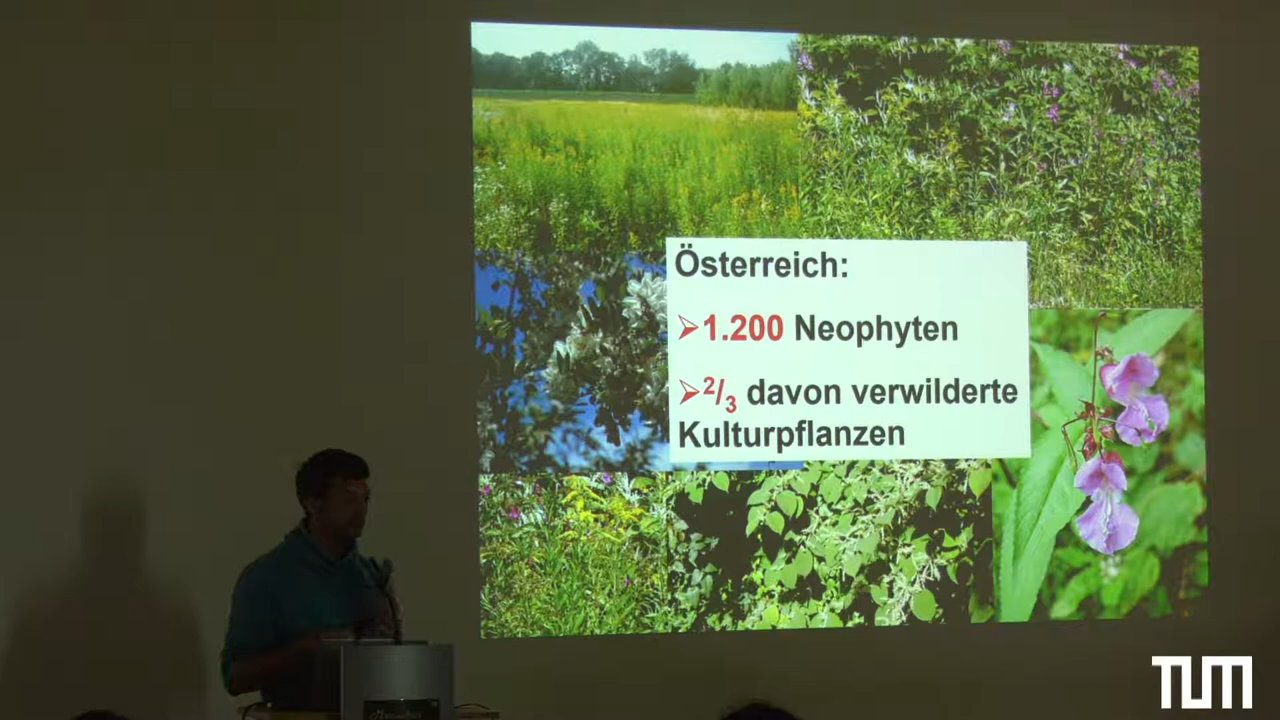 Österreich:
➢1.200 Neophyten
➢2/3 davon verwilderte
Kulturpflanzen
TUM